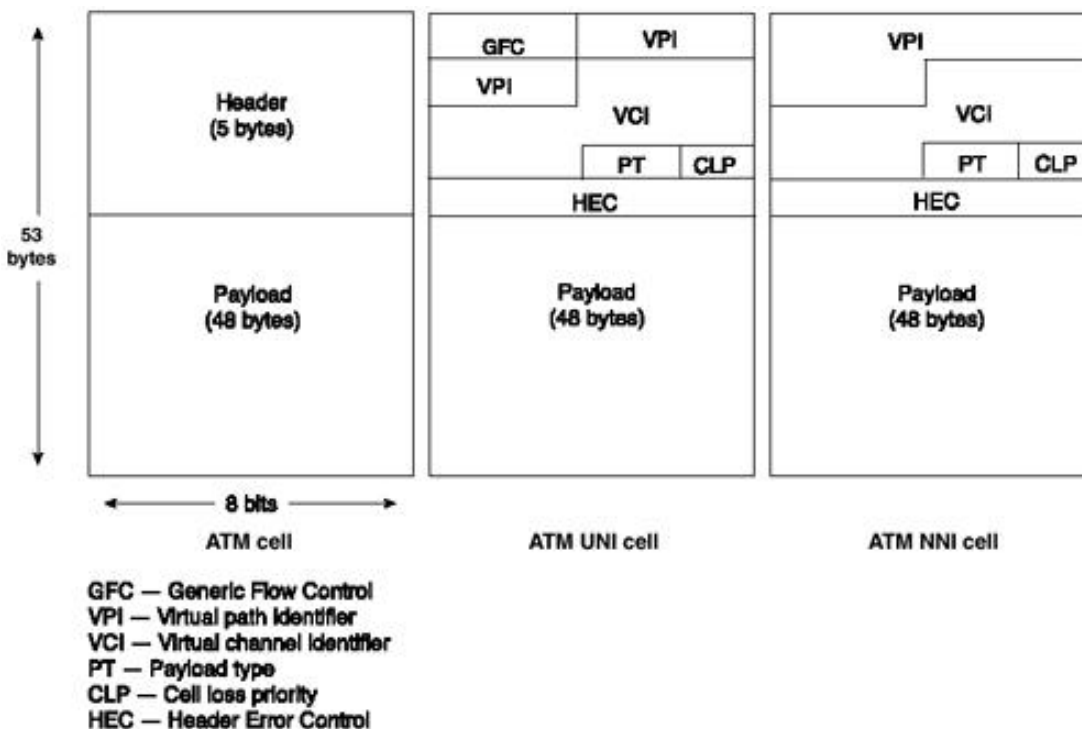 53
bytes
Header
(5 bytes)
Payload
(48 bytes)
8 bits
ATM cell
GFC
VPI
VPI
VCI
PT
CLP
HEC
Payload
(48 bytes)
ATM UNI cell
VPI
VCI
PT
CLP
HEC
Payload
(48 bytes)
ATM NNI cell
GFC — Generic Flow Control
VPI — Virtual path identifier
VCI — Virtual channel identifier
PT — Payload type
CLP — Cell loss priority
HEC — Header Error Control